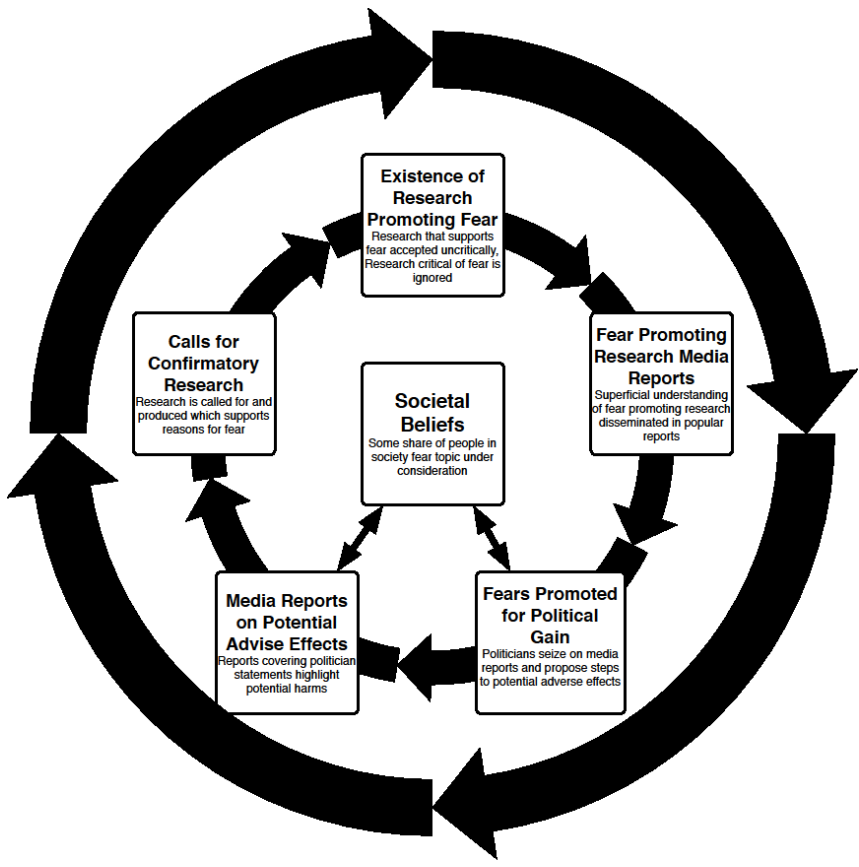 Existence of
Research
Promoting Fear
Research that supports
fear accepted uncritically,
Research critical of fear is
ignored
Fear Promoting
Research Media
Reports
Superficial understanding
of fear promoting research
disseminated in popular
reports
Fears Promoted
for Political
Gain
Politicians seize on media
reports and propose steps
to potential adverse effects
Media Reports
on Potential
Advise Effects
Reports covering politician
statements highlight
potential harms
Calls for
Confirmatory
Research
Research is called for and
produced which supports
reasons for fear
Societal
Beliefs
Some share of people in
society fear topic under
consideration